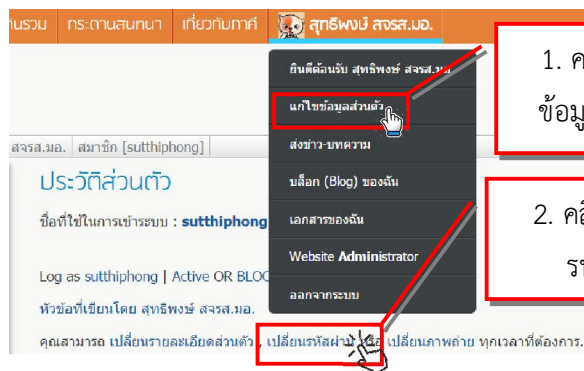 กระดานสนทนา เกี่ยวกับภาคี สุทธิพงษ์ สจรส.มอ.
ยินดีต้อนรับ สุทธิพงษ์ สจรส.มอ.
แก้ไขข้อมูลส่วนตัว
ส่งข่าว-บทความ
บล็อก (Blog) ของฉัน
เอกสารของฉัน
Website Administrator
ออกจากระบบ
1.
2.
สจรส.มอ. สมาชิก [sutthiphong]
ประวัติส่วนตัว
ชื่อที่ใช้ในการเข้าระบบ : sutthiphong
Log as sutthiphong | Active OR
หัวข้อที่เขียนโดย สุทธิพงษ์ สจรส.มอ.
คุณสามารถ เปลี่ยนรายละเอียดส่วนตัว , เปลี่ยนรหัสผ่าน หรือ เปลี่ยนภาพถ่าย ทุกเวลาที่ต้องการ.